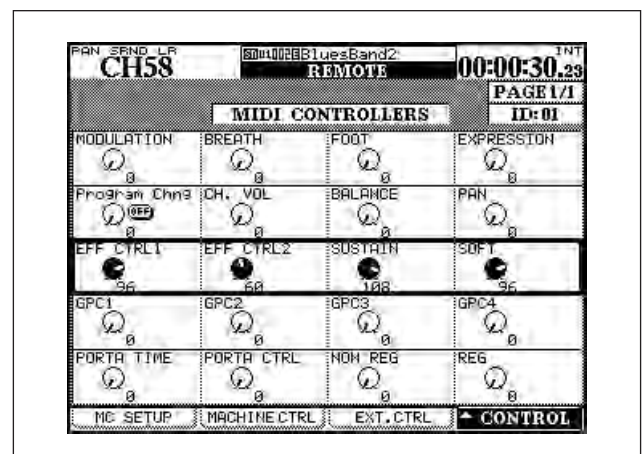 PAN SRND LR BluesBand2 INT
CH58 REMOTE 00:00:30.23
PAGE 1/1
MIDI CONTROLLERS ID: 01
MODULATION BREATH FOOT EXPRESSION
0 0 0 0
Program Chng CH. VOL BALANCE PAN
OFF
0 0 0 0
EFF CTRL1 EFF CTRL2 SUSTAIN SOFT
96 60 108 96
GPC1 GPC2 GPC3 GPC4
0 0 0 0
PORTA TIME PORTA CTRL NON REG REG
0 0 0 0
MC SETUP MACHINE CTRL EXT. CTRL CONTROL